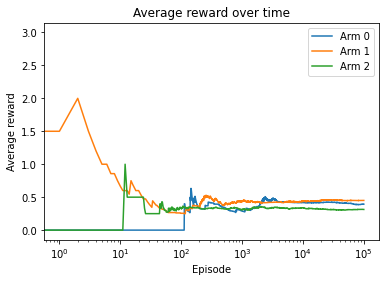 Average reward over time
Average reward
3.0
2.5
2.0
1.5
1.0
0.5
0.0
Arm 0
Arm 1
Arm 2
10⁰ 10¹ 10² 10³ 10⁴ 10⁵
Episode